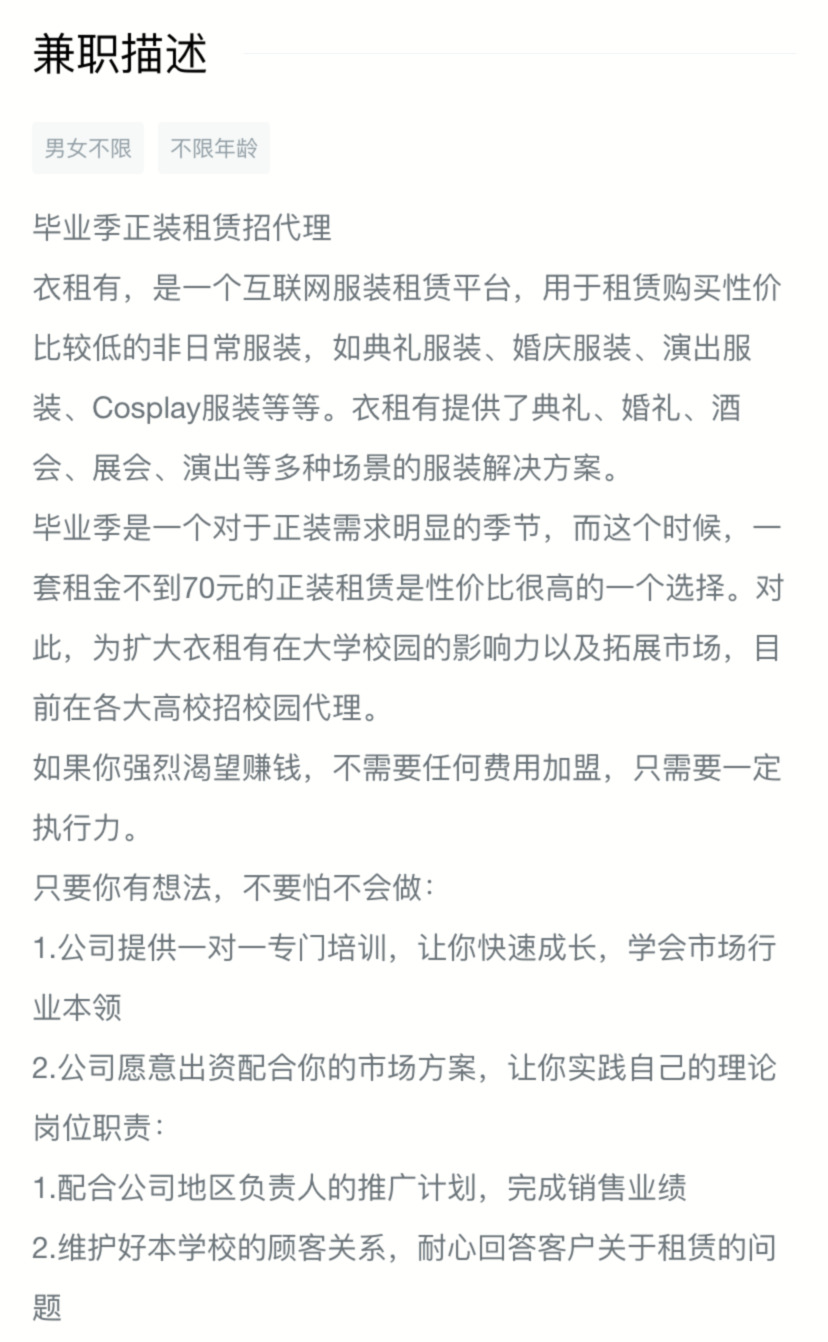 兼职描述
男女不限 不限年龄
毕业季正装租赁招代理
衣租有，是一个互联网服装租赁平台，用于租赁购买性价
比较低的非日常服装，如典礼服装、婚庆服装、演出服
装、Cosplay服装等等。衣租有提供了典礼、婚礼、酒
会、展会、演出等多种场景的服装解决方案。
毕业季是一个对于正装需求明显的季节，而这个时候，一
套租金不到70元的正装租赁是性价比很高的一个选择。对
此，为扩大衣租有在大学校园的影响力以及拓展市场，目
前在各大高校招校园代理。
如果你强烈渴望赚钱，不需要任何费用加盟，只需要一定
执行力。
只要你有想法，不要怕不会做：
1.公司提供一对一专门培训，让你快速成长，学会市场行
业本领
2.公司愿意出资配合你的市场方案，让你实践自己的理论
岗位职责：
1.配合公司地区负责人的推广计划，完成销售业绩
2.维护好本学校的顾客关系，耐心回答客户关于租赁的问
题